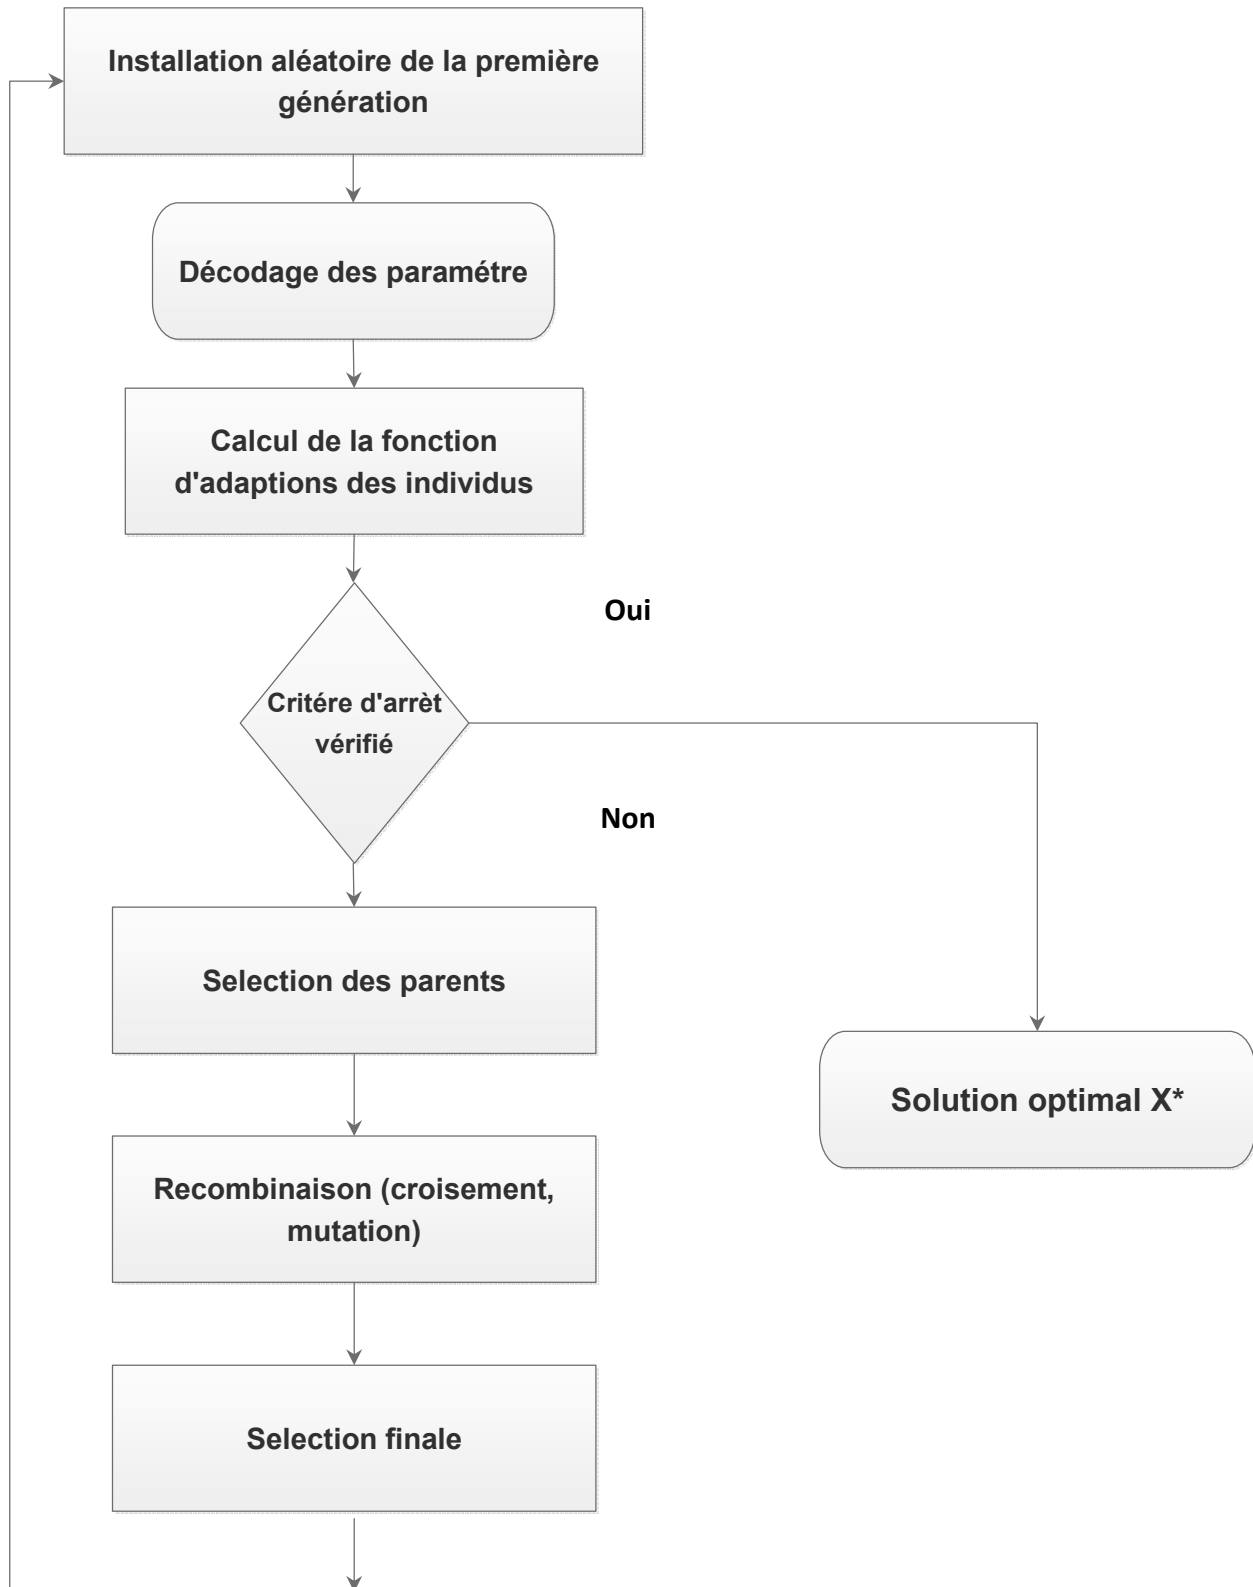 Installation aléatoire de la première
génération
Décodage des paramétre
Calcul de la fonction
d'adaptions des individus
Oui
Critére d'arrèt
vérifié
Non
Selection des parents
Solution optimal X*
Recombinaison (croisement,
mutation)
Selection finale